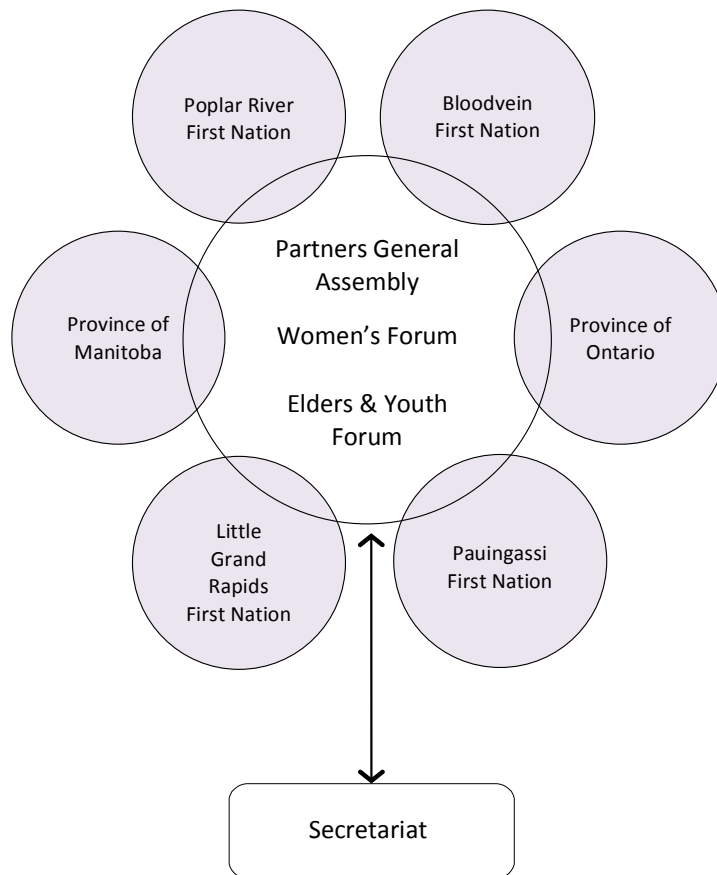 Poplar River
First Nation
Bloodvein
First Nation
Partners General
Assembly
Women’s Forum
Elders & Youth
Forum
Province of
Manitoba
Province of
Ontario
Little
Grand
Rapids
First Nation
Pauingassi
First Nation
Secretariat